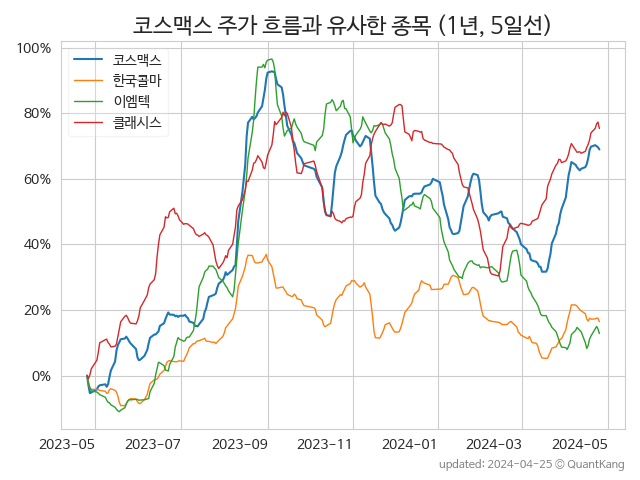 코스맥스 주가 흐름과 유사한 종목 (1년, 5일선)
100%
80%
60%
40%
20%
0%
코스맥스
한국콜마
이엠텍
클래시스
2023-05 2023-07 2023-09 2023-11 2024-01 2024-03 2024-05
updated: 2024-04-25 © QuantKang